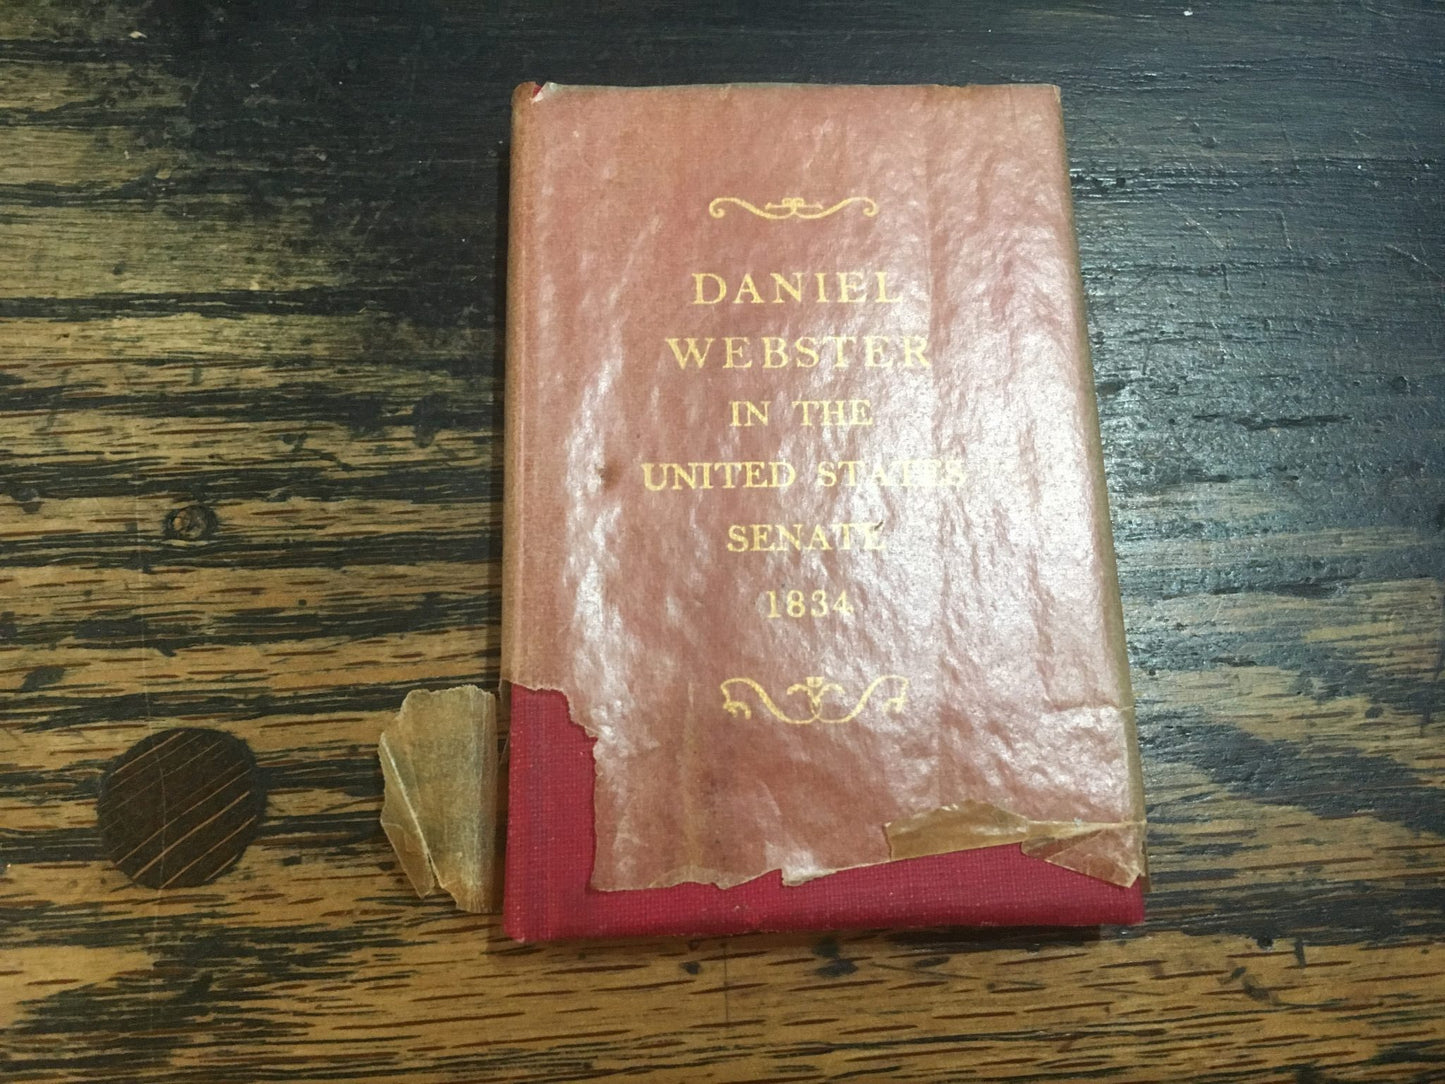 DANIEL
WEBSTER
IN THE
UNITED STATES
SENATE
1834